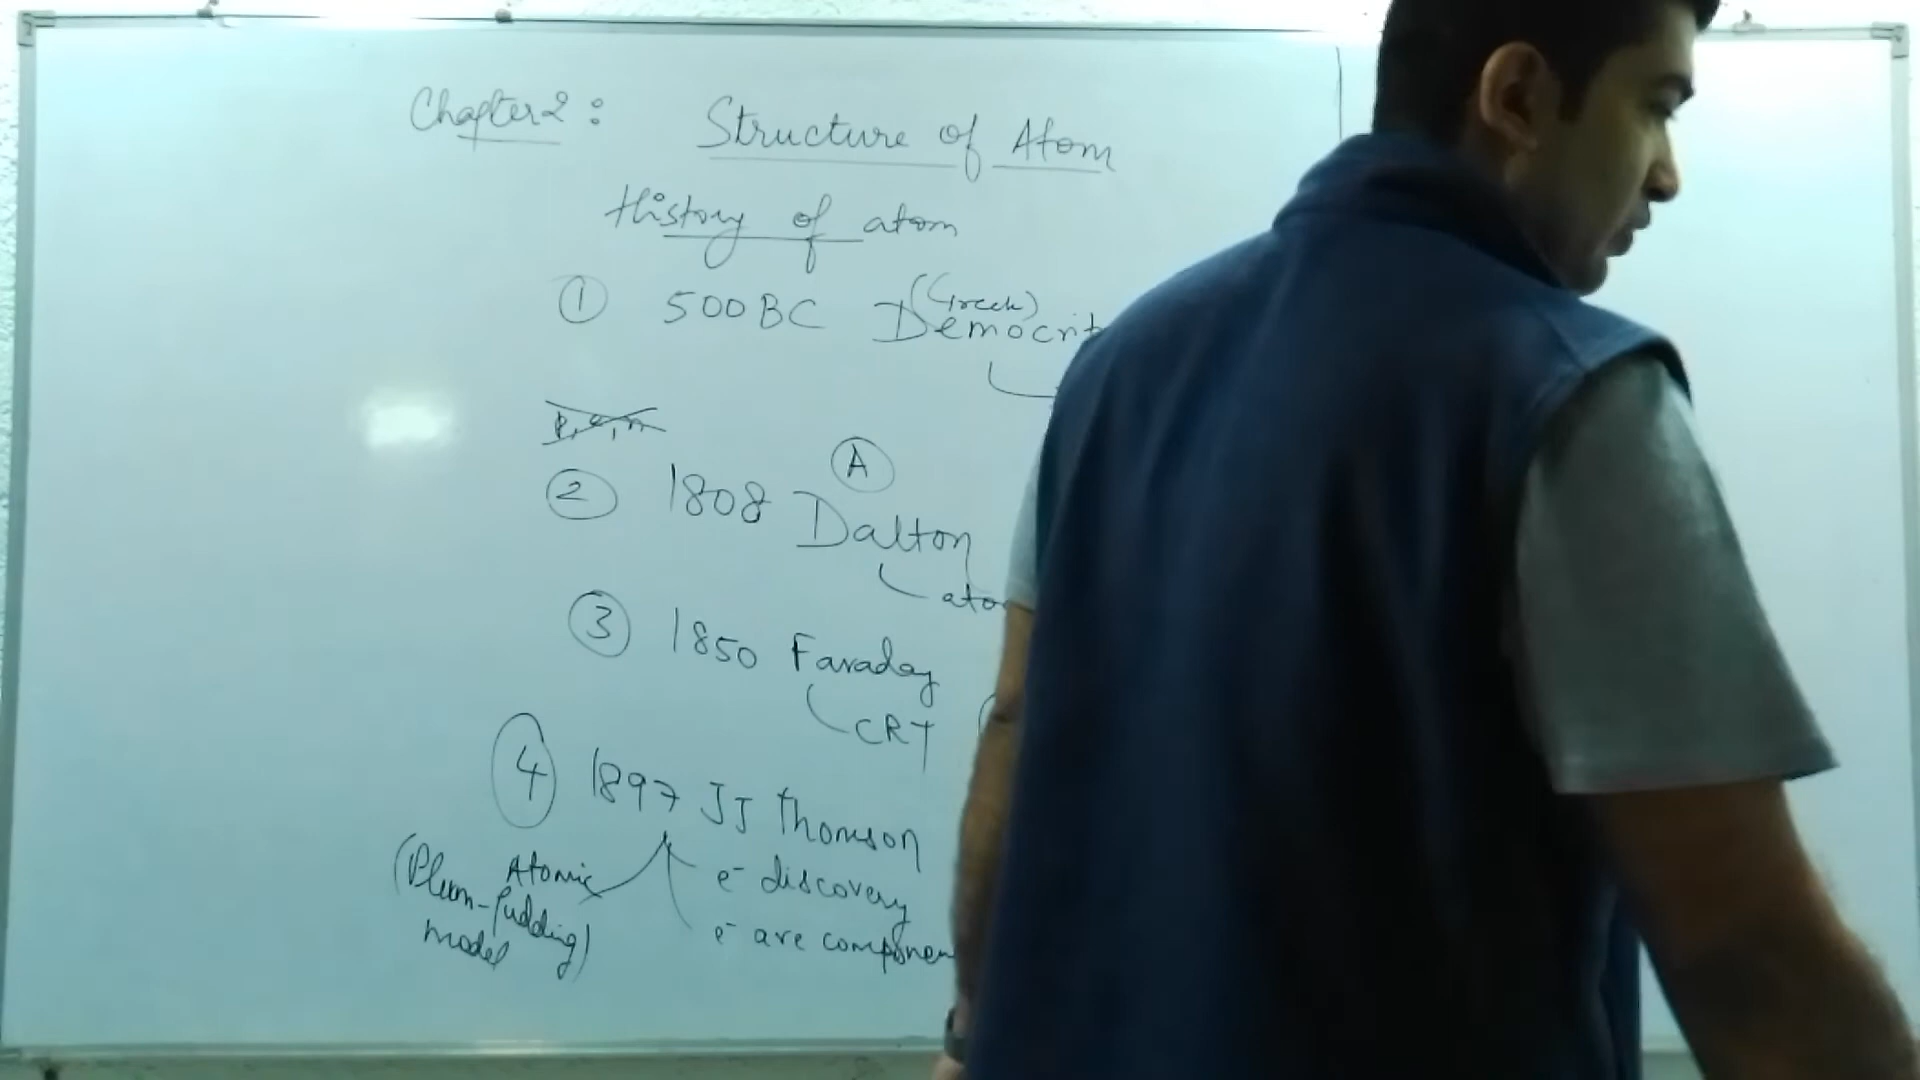 Chapter 2 : Structure of Atom
History of atom
(Greek)
① 500 BC Democrit
p, e, n
A
② 1808 Dalton
ato
③ 1850 Faraday
CRT
④ 1897 JJ Thomson
Atomic e⁻ discovery
(Plum-Pudding model) e⁻ are componen